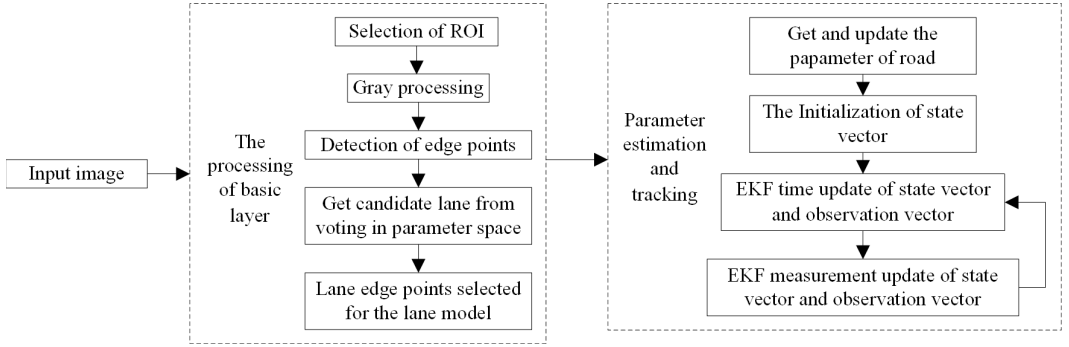 Input image
The
processing
of basic
layer
Selection of ROI
Gray processing
Detection of edge points
Get candidate lane from
voting in parameter space
Lane edge points selected
for the lane model
Parameter
estimation
and
tracking
Get and update the
papameter of road
The Initialization of state
vector
EKF time update of state vector
and observation vector
EKF measurement update of state
vector and observation vector